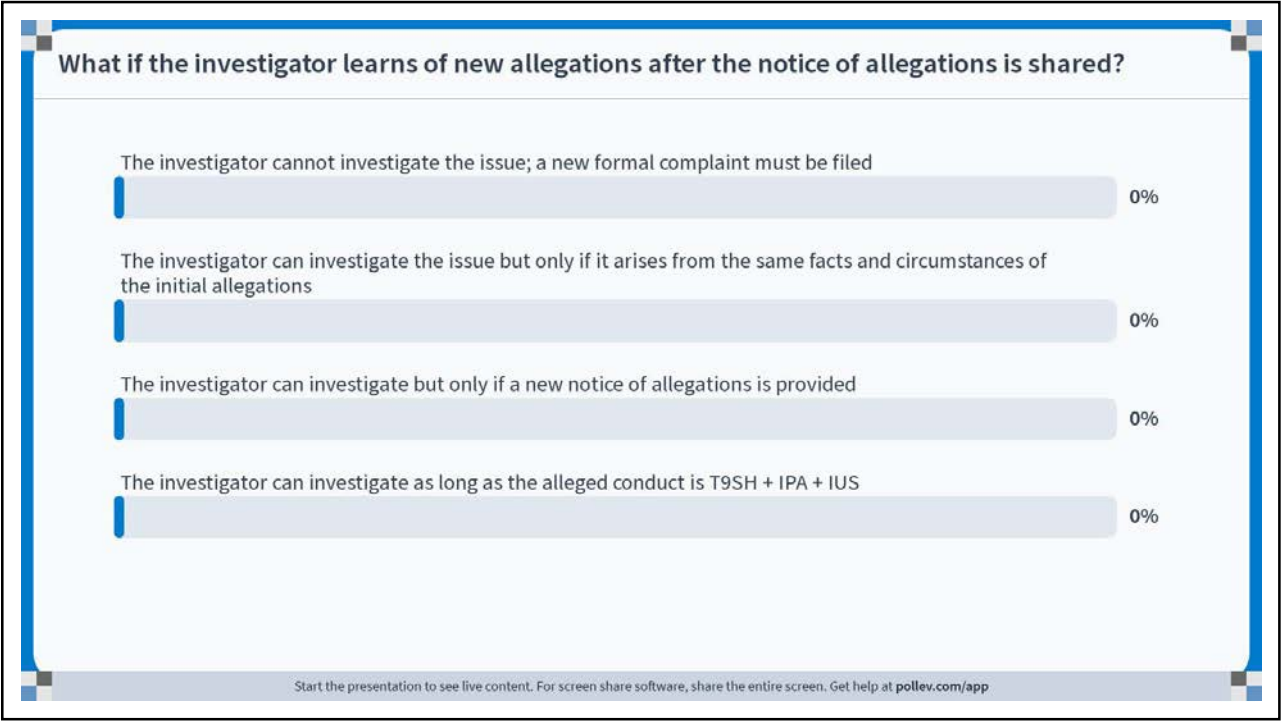 What if the investigator learns of new allegations after the notice of allegations is shared?
The investigator cannot investigate the issue; a new formal complaint must be filed
0%
The investigator can investigate the issue but only if it arises from the same facts and circumstances of
the initial allegations
0%
The investigator can investigate but only if a new notice of allegations is provided
0%
The investigator can investigate as long as the alleged conduct is T9SH + IPA + IUS
0%
Start the presentation to see live content. For screen share software, share the entire screen. Get help at pollev.com/app